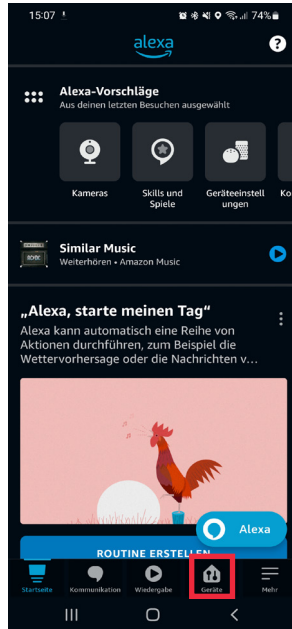 15:07
74%
alexa
?
Alexa-Vorschläge
Aus deinen letzten Besuchen ausgewählt
Kameras
Skills und
Spiele
Geräteeinstell
ungen
Ko
Similar Music
Weiterhören • Amazon Music
„Alexa, starte meinen Tag“
Alexa kann automatisch eine Reihe von
Aktionen durchführen, zum Beispiel die
Wettervorhersage oder die Nachrichten v...
Alexa
ROUTINE ERSTELLEN
Startseite
Kommunikation
Wiedergabe
Geräte
Mehr